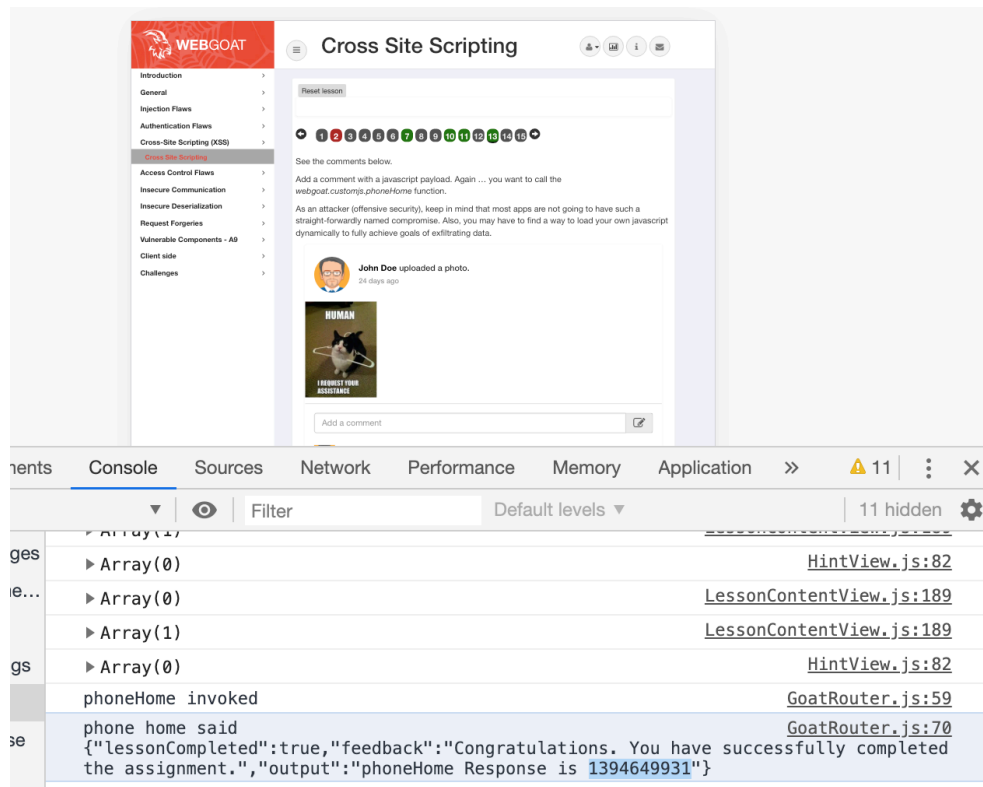 WEBGOAT
Cross Site Scripting
Introduction
General
Injection Flaws
Authentication Flaws
Cross-Site Scripting (XSS)
Cross Site Scripting
Access Control Flaws
Insecure Communication
Insecure Deserialization
Request Forgeries
Vulnerable Components - A9
Client side
Challenges
Reset lesson
1 2 3 4 5 6 7 8 9 10 11 12 13 14 15
See the comments below.
Add a comment with a javascript payload. Again … you want to call the
webgoat.customjs.phoneHome function.
As an attacker (offensive security), keep in mind that most apps are not going to have such a
straight-forwardly named compromise. Also, you may have to find a way to load your own javascript
dynamically to fully achieve goals of exfiltrating data.
John Doe uploaded a photo.
24 days ago
HUMAN
I REQUEST YOUR
ASSISTANCE
Add a comment
nents Console Sources Network Performance Memory Application » 11
Filter Default levels ▼ 11 hidden
ges
e…
gs
se
Array(0) HintView.js:82
Array(0) LessonContentView.js:189
Array(1) LessonContentView.js:189
Array(0) HintView.js:82
phoneHome invoked GoatRouter.js:59
phone home said GoatRouter.js:70
{"lessonCompleted":true,"feedback":"Congratulations. You have successfully completed
the assignment.","output":"phoneHome Response is 1394649931"}